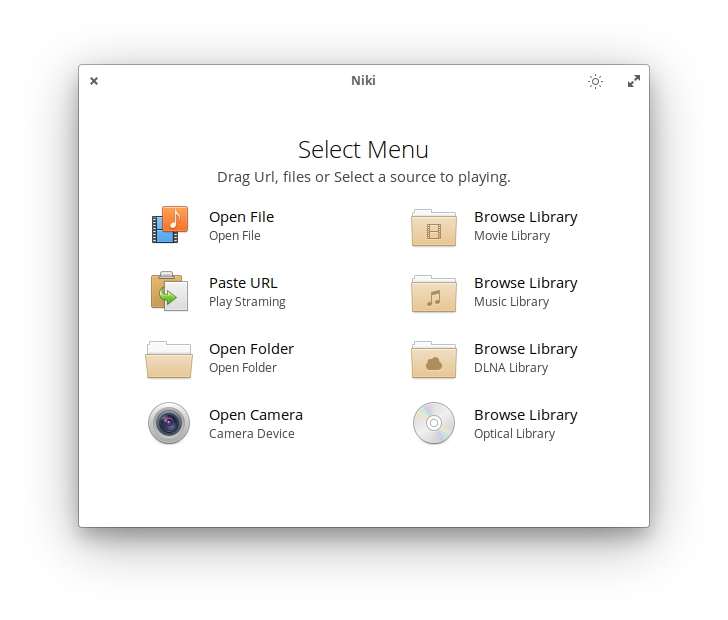 Niki
Select Menu
Drag Url, files or Select a source to playing.
Open File
Open File
Browse Library
Movie Library
Paste URL
Play Straming
Browse Library
Music Library
Open Folder
Open Folder
Browse Library
DLNA Library
Open Camera
Camera Device
Browse Library
Optical Library